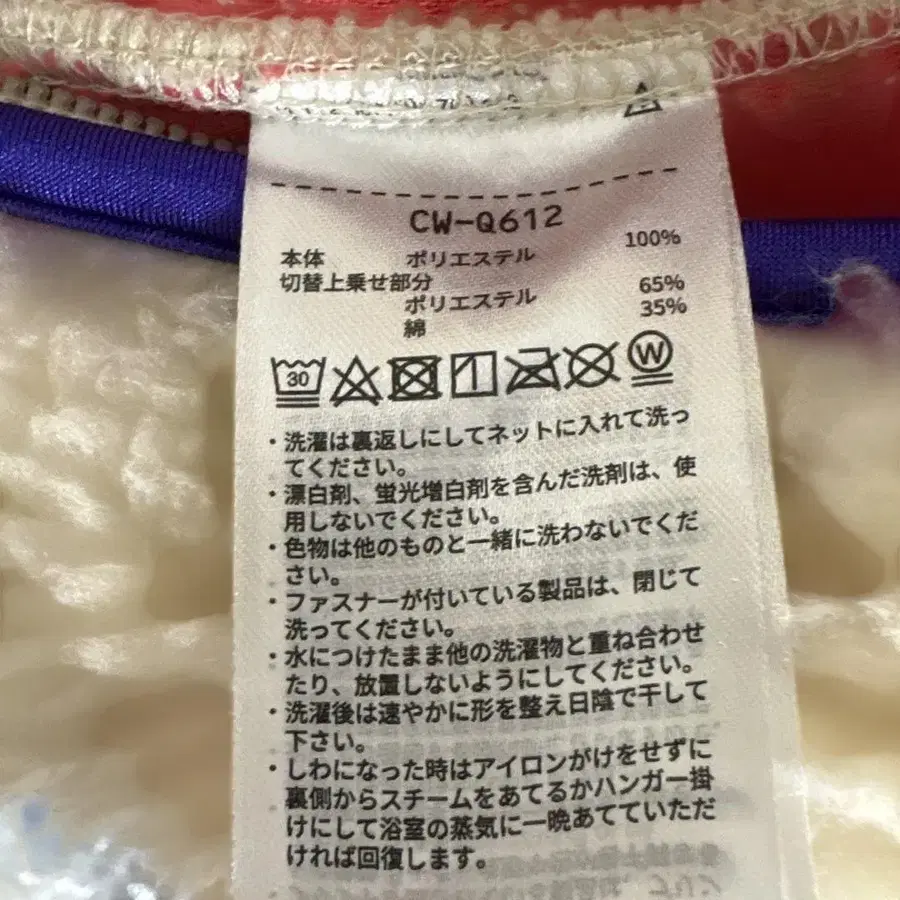 CW-Q612
本体 ポリエステル 100%
切替上乗せ部分
ポリエステル 65%
綿 35%
30 W
・洗濯は裏返しにしてネットに入れて洗っ
てください。
・漂白剤、蛍光増白剤を含んだ洗剤は、使
用しないでください。
・色物は他のものと一緒に洗わないでくだ
さい。
・ファスナーが付いている製品は、閉じて
洗ってください。
・水につけたまま他の洗濯物と重ね合わせ
たり、放置しないようにしてください。
・洗濯後は速やかに形を整え日陰で干して
下さい。
・しわになった時はアイロンがけをせずに
裏側からスチームをあてるかハンガー掛
けにして浴室の蒸気に一晩あてていただ
ければ回復します。